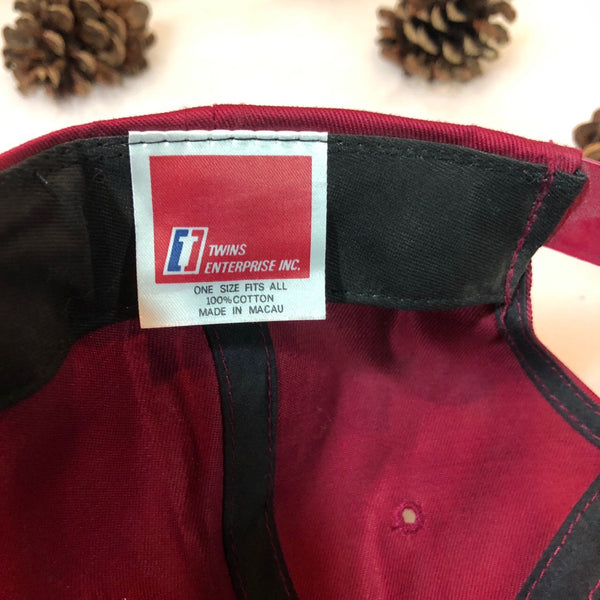 TWINS
ENTERPRISE INC.
ONE SIZE FITS ALL
100% COTTON
MADE IN MACAU